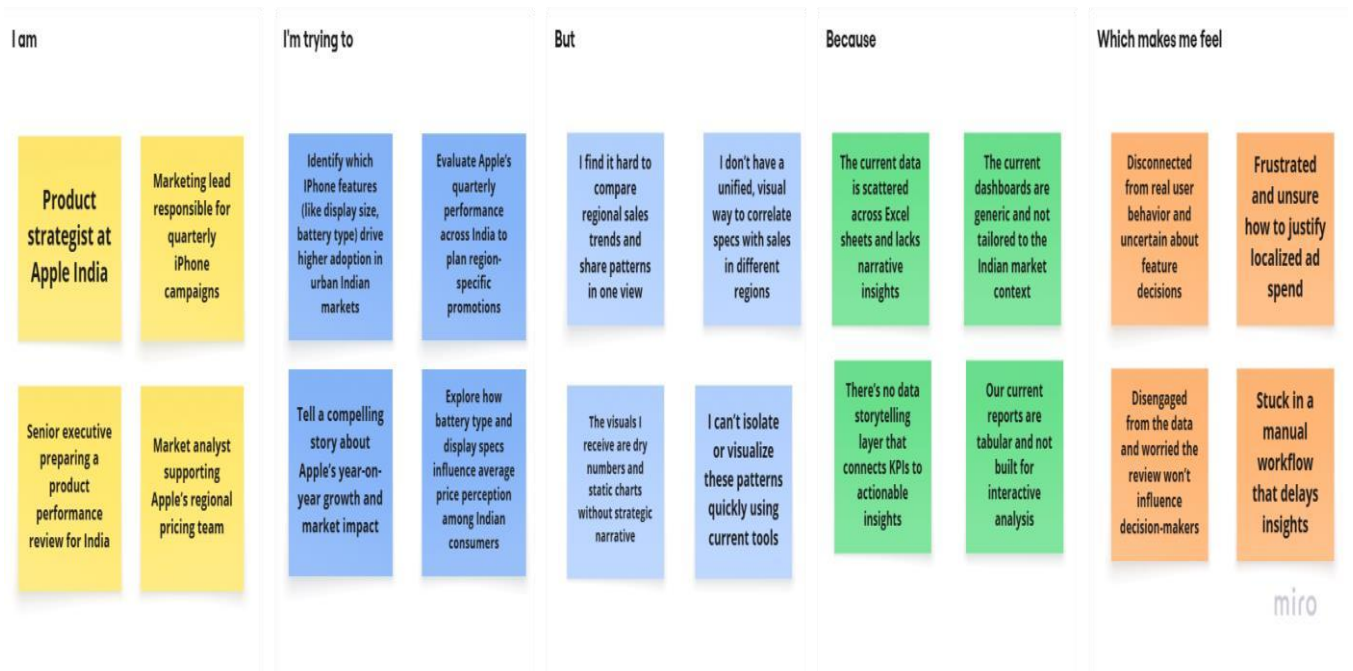 I am
Product
strategist at
Apple India
Marketing lead
responsible for
quarterly
iPhone
campaigns
Senior executive
preparing a
product
performance
review for India
Market analyst
supporting
Apple's regional
pricing team
I'm trying to
Identify which
IPhone features
(like display size,
battery type) drive
higher adoption in
urban Indian
markets
Evaluate Apple's
quarterly
performance
across India to
plan region-
specific
promotions
Tell a compelling
story about
Apple's year-on-
year growth and
market impact
Explore how
battery type and
display specs
influence average
price perception
among Indian
consumers
But
I find it hard to
compare
regional sales
trends and
share patterns
in one view
I don't have a
unified, visual
way to correlate
specs with sales
in different
regions
The visuals I
receive are dry
numbers and
static charts
without strategic
narrative
I can't isolate
or visualize
these patterns
quickly using
current tools
Because
The current data
is scattered
across Excel
sheets and lacks
narrative
insights
The current
dashboards are
generic and not
tailored to the
Indian market
context
There's no data
storytelling
layer that
connects KPIs to
actionable
insights
Our current
reports are
tabular and not
built for
interactive
analysis
Which makes me feel
Disconnected
from real user
behavior and
uncertain about
feature
decisions
Frustrated
and unsure
how to justify
localized ad
spend
Disengaged
from the data
and worried the
review won't
influence
decision-makers
Stuck in a
manual
workflow
that delays
insights
miro